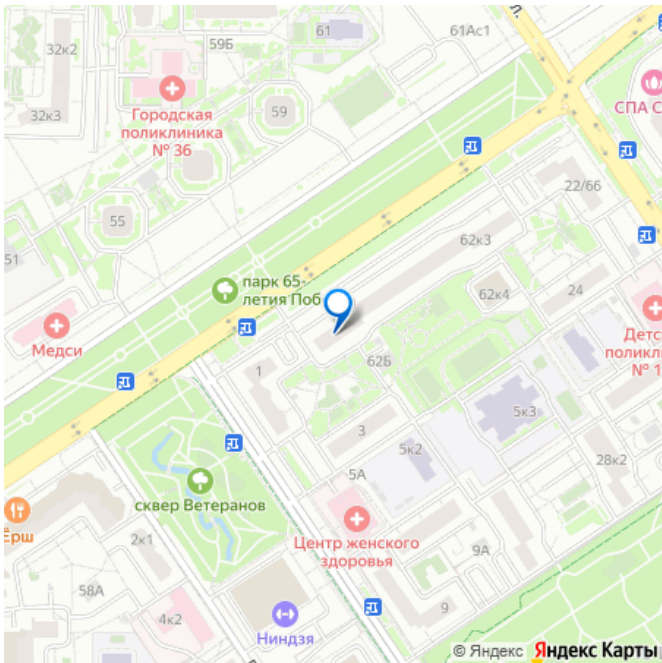 61Ас1
59Б
61
32к2
32к3
Городская
поликлиника
№ 36
59
СПА С
55
51
22/66
62к3
парк 65-
летия Поб
62к4
24
Медси
Детс
поликл
№ 1
62Б
1
5к3
3
5к2
5А
28к2
сквер Ветеранов
Ёрш
2к1
Центр женского
здоровья
9А
58А
4к2
9
Ниндзя
© Яндекс Яндекс Карты